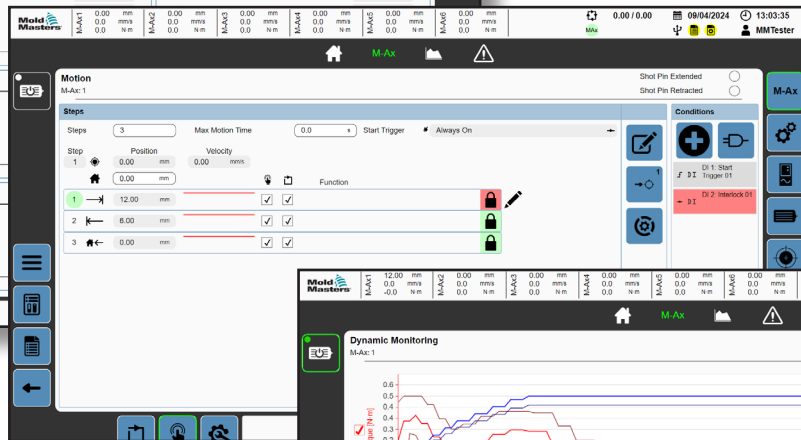 Mold Masters
M-Ax1 0.00 mm 0.0 mm/s 0.0 N·m
M-Ax2 0.00 mm 0.0 mm/s 0.0 N·m
M-Ax3 0.00 mm 0.0 mm/s 0.0 N·m
M-Ax4 0.00 mm 0.0 mm/s 0.0 N·m
M-Ax5 0.00 mm 0.0 mm/s 0.0 N·m
M-Ax6 0.00 mm 0.0 mm/s 0.0 N·m
MAx
0.00 / 0.00
09/04/2024 13:03:35
MMTester
M-Ax
Motion
M-Ax: 1
Shot Pin Extended
Shot Pin Retracted
M-Ax
Steps
Conditions
Steps 3 Max Motion Time 0.0 s Start Trigger Always On
Step Position Velocity
1 0.00 mm 0.00 mm/s
0.00 mm
Function
1 12.00 mm
2 6.00 mm
3 0.00 mm
1
DI DI 1: Start Trigger 01
DI DI 2: Interlock 01
Mold Masters
M-Ax1 12.00 mm 0.0 mm/s -0.0 N·m
M-Ax2 0.00 mm 0.0 mm/s 0.0 N·m
M-Ax3 0.00 mm 0.0 mm/s 0.0 N·m
M-Ax4 0.00 mm 0.0 mm/s 0.0 N·m
M-Ax5 0.00 mm 0.0 mm/s 0.0 N·m
M-Ax6 0.00 mm 0.0 mm/s 0.0 N·m
M-Ax
Dynamic Monitoring
M-Ax: 1
0.6
0.5
0.4
0.4
0.3
0.2
que [N·m]